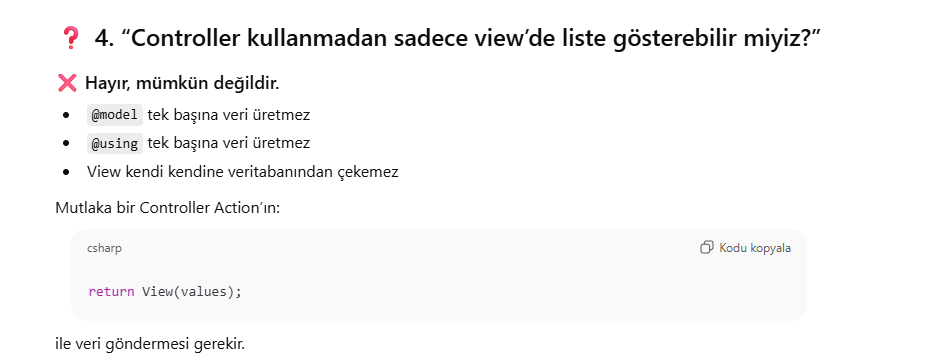 ❓ 4. “Controller kullanmadan sadece view’de liste gösterebilir miyiz?”
❌ Hayır, mümkün değildir.
• @model tek başına veri üretmez
• @using tek başına veri üretmez
• View kendi kendine veritabanından çekemez
Mutlaka bir Controller Action’ın:
csharp Kodu kopyala
return View(values);
ile veri göndermesi gerekir.